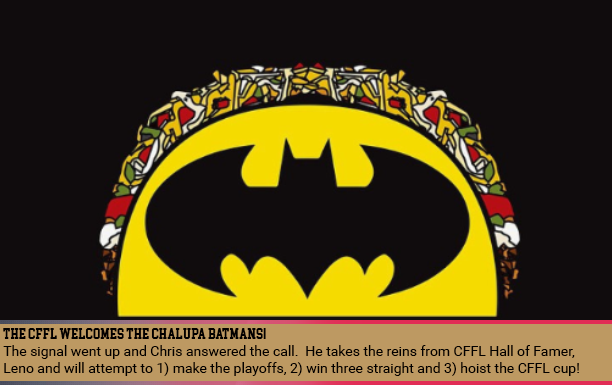 THE CFFL WELCOMES THE CHALUPA BATMANS!
The signal went up and Chris answered the call.  He takes the reins from CFFL Hall of Famer,
Leno and will attempt to 1) make the playoffs, 2) win three straight and 3) hoist the CFFL cup!